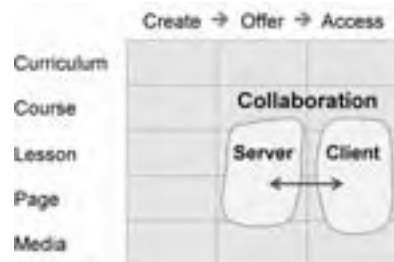 Create → Offer → Access
Curriculum
Course
Collaboration
Lesson
Server
Client
Page
Media